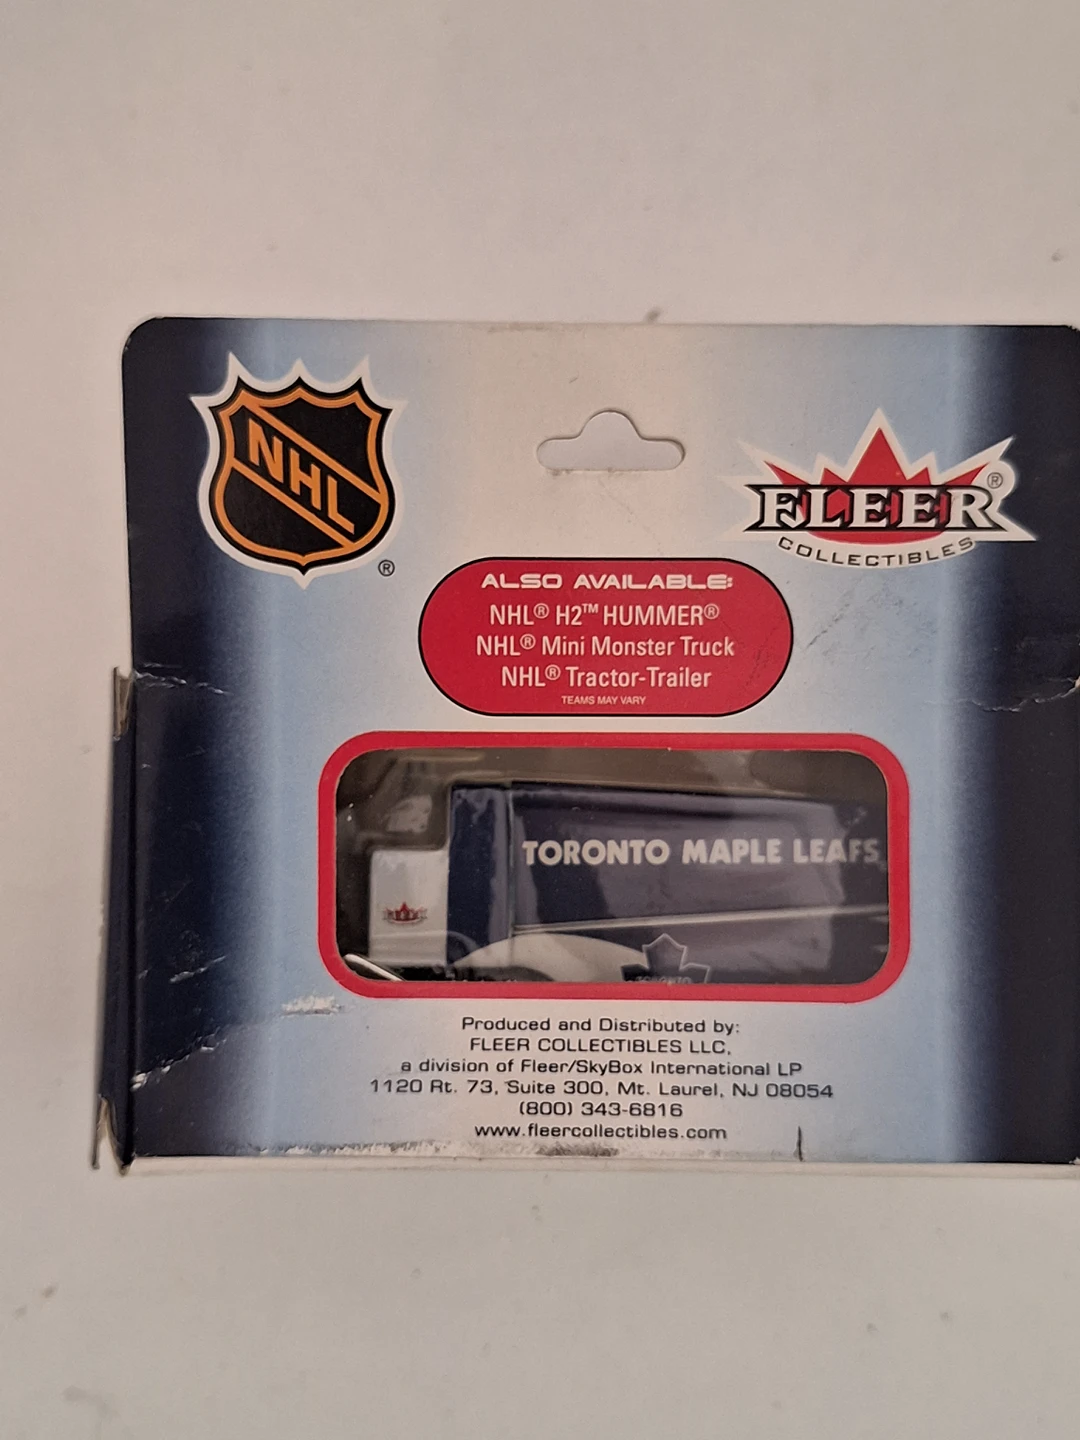 NHL
®
FLEER®
COLLECTIBLES
ALSO AVAILABLE:
NHL® H2™ HUMMER®
NHL® Mini Monster Truck
NHL® Tractor-Trailer
TEAMS MAY VARY
TORONTO MAPLE LEAFS
FLEER
TORONTO
Produced and Distributed by:
FLEER COLLECTIBLES LLC,
a division of Fleer/SkyBox International LP
1120 Rt. 73, Suite 300, Mt. Laurel, NJ 08054
(800) 343-6816
www.fleercollectibles.com